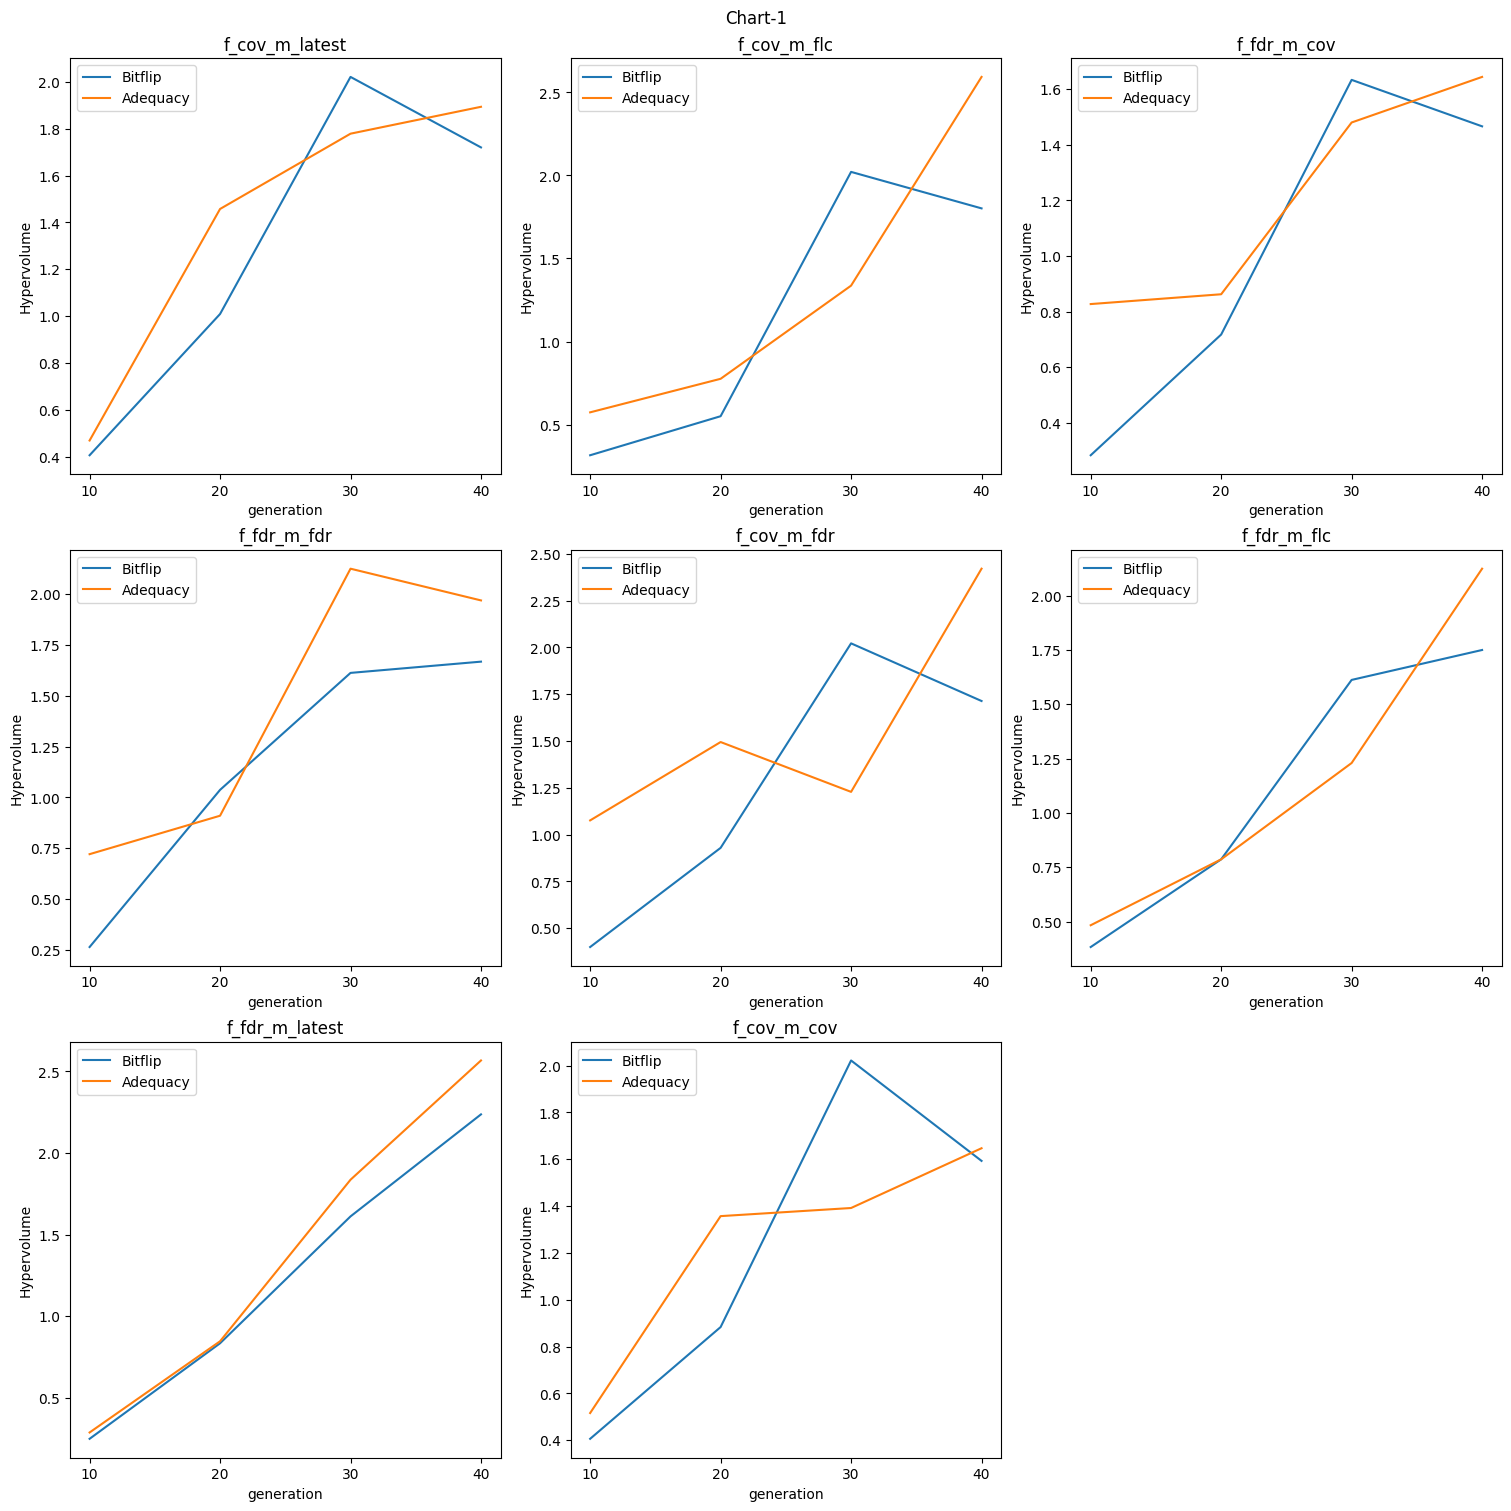 Chart-1
f_cov_m_latest
Bitflip
Adequacy
2.0
1.8
1.6
1.4
1.2
1.0
0.8
0.6
0.4
Hypervolume
10 20 30 40
generation
f_cov_m_flc
Bitflip
Adequacy
2.5
2.0
1.5
1.0
0.5
Hypervolume
10 20 30 40
generation
f_fdr_m_cov
Bitflip
Adequacy
1.6
1.4
1.2
1.0
0.8
0.6
0.4
Hypervolume
10 20 30 40
generation
f_fdr_m_fdr
Bitflip
Adequacy
2.00
1.75
1.50
1.25
1.00
0.75
0.50
0.25
Hypervolume
10 20 30 40
generation
f_cov_m_fdr
Bitflip
Adequacy
2.50
2.25
2.00
1.75
1.50
1.25
1.00
0.75
0.50
Hypervolume
10 20 30 40
generation
f_fdr_m_flc
Bitflip
Adequacy
2.00
1.75
1.50
1.25
1.00
0.75
0.50
Hypervolume
10 20 30 40
generation
f_fdr_m_latest
Bitflip
Adequacy
2.5
2.0
1.5
1.0
0.5
Hypervolume
10 20 30 40
generation
f_cov_m_cov
Bitflip
Adequacy
2.0
1.8
1.6
1.4
1.2
1.0
0.8
0.6
0.4
Hypervolume
10 20 30 40
generation